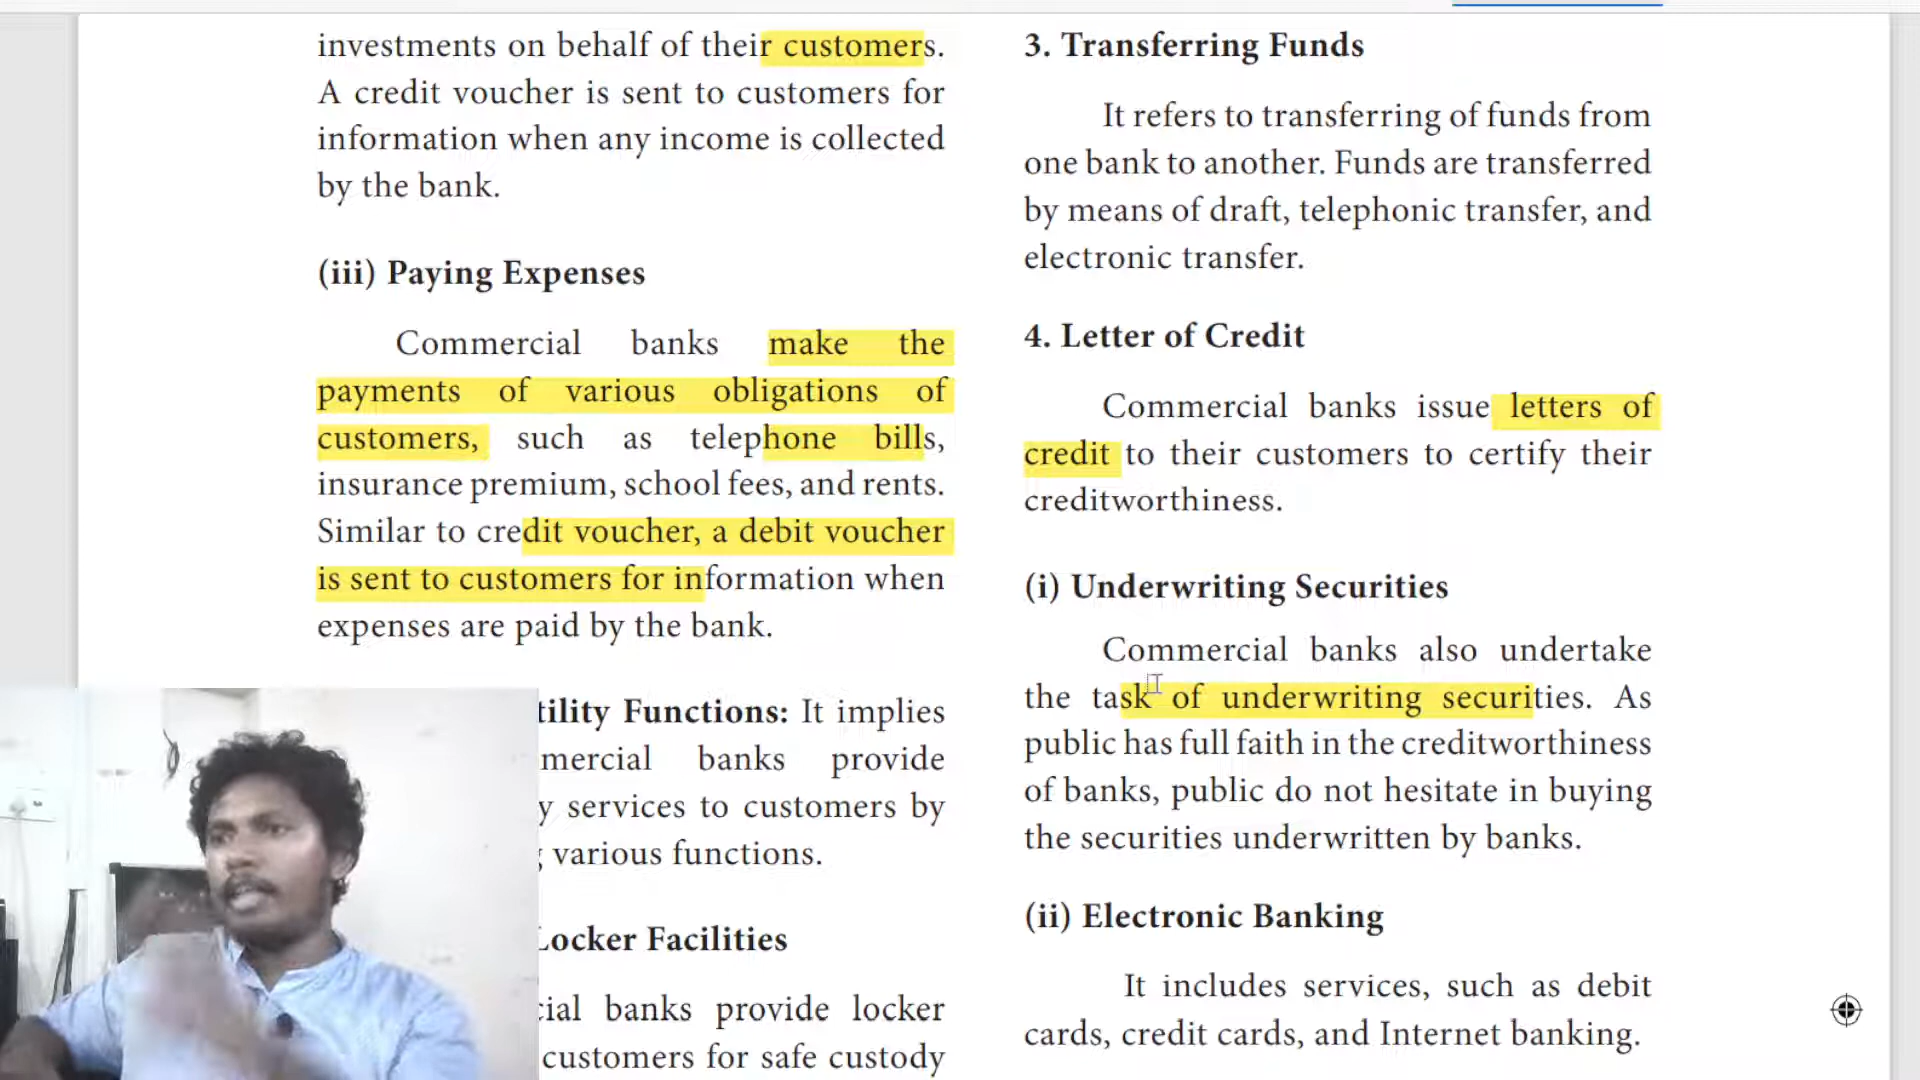 investments on behalf of their customers.
A credit voucher is sent to customers for
information when any income is collected
by the bank.
(iii) Paying Expenses
Commercial banks make the
payments of various obligations of
customers, such as telephone bills,
insurance premium, school fees, and rents.
Similar to credit voucher, a debit voucher
is sent to customers for information when
expenses are paid by the bank.
tility Functions: It implies
mercial banks provide
y services to customers by
various functions.
Locker Facilities
cial banks provide locker
customers for safe custody
3. Transferring Funds
It refers to transferring of funds from
one bank to another. Funds are transferred
by means of draft, telephonic transfer, and
electronic transfer.
4. Letter of Credit
Commercial banks issue letters of
credit to their customers to certify their
creditworthiness.
(i) Underwriting Securities
Commercial banks also undertake
the task of underwriting securities. As
public has full faith in the creditworthiness
of banks, public do not hesitate in buying
the securities underwritten by banks.
(ii) Electronic Banking
It includes services, such as debit
cards, credit cards, and Internet banking.